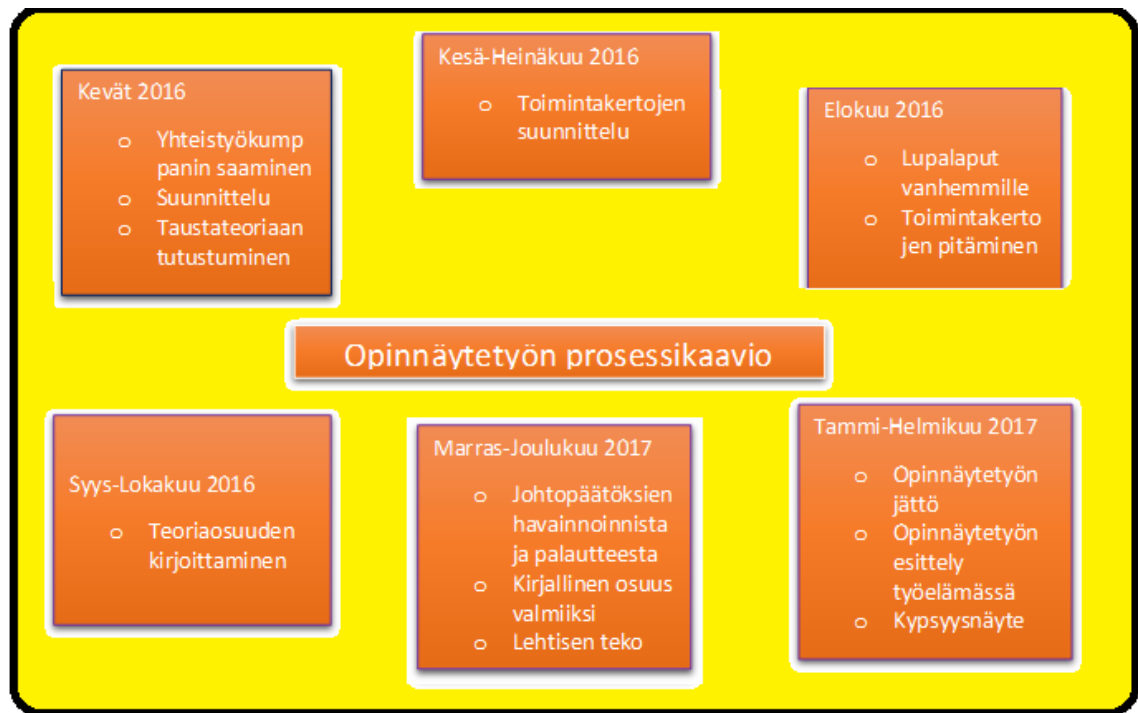 Kevät 2016
o Yhteistyökump
panin saaminen
o Suunnittelu
o Taustateoriaan
tutustuminen
Kesä-Heinäkuu 2016
o Toimintakertojen
suunnittelu
Elokuu 2016
o Lupalaput
vanhemmille
o Toimintakerto
jen pitäminen
Opinnäytetyön prosessikaavio
Syys-Lokakuu 2016
o Teoriaosuuden
kirjoittaminen
Marras-Joulukuu 2017
o Johtopäätöksien
havainnoinnista
ja palautteesta
o Kirjallinen osuus
valmiiksi
o Lehtisen teko
Tammi-Helmikuu 2017
o Opinnäytetyön
jättö
o Opinnäytetyön
esittely
työelämässä
o Kypsyysnäyte